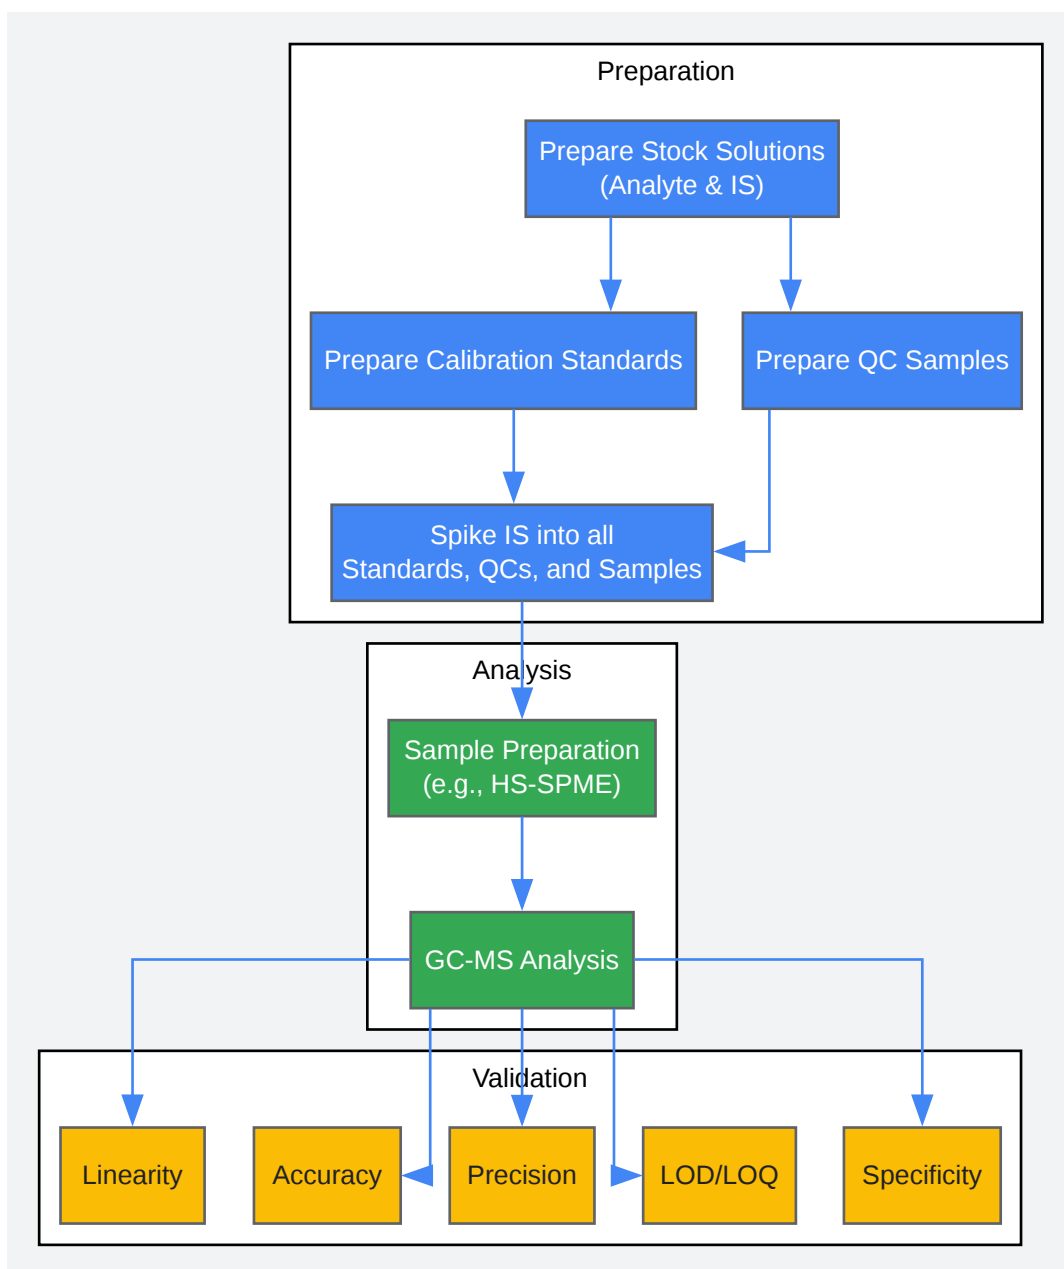 Preparation
Prepare Stock Solutions
(Analyte & IS)
Prepare Calibration Standards
Prepare QC Samples
Spike IS into all
Standards, QCs, and Samples
Analysis
Sample Preparation
(e.g., HS-SPME)
GC-MS Analysis
Validation
Linearity
Accuracy
Precision
LOD/LOQ
Specificity